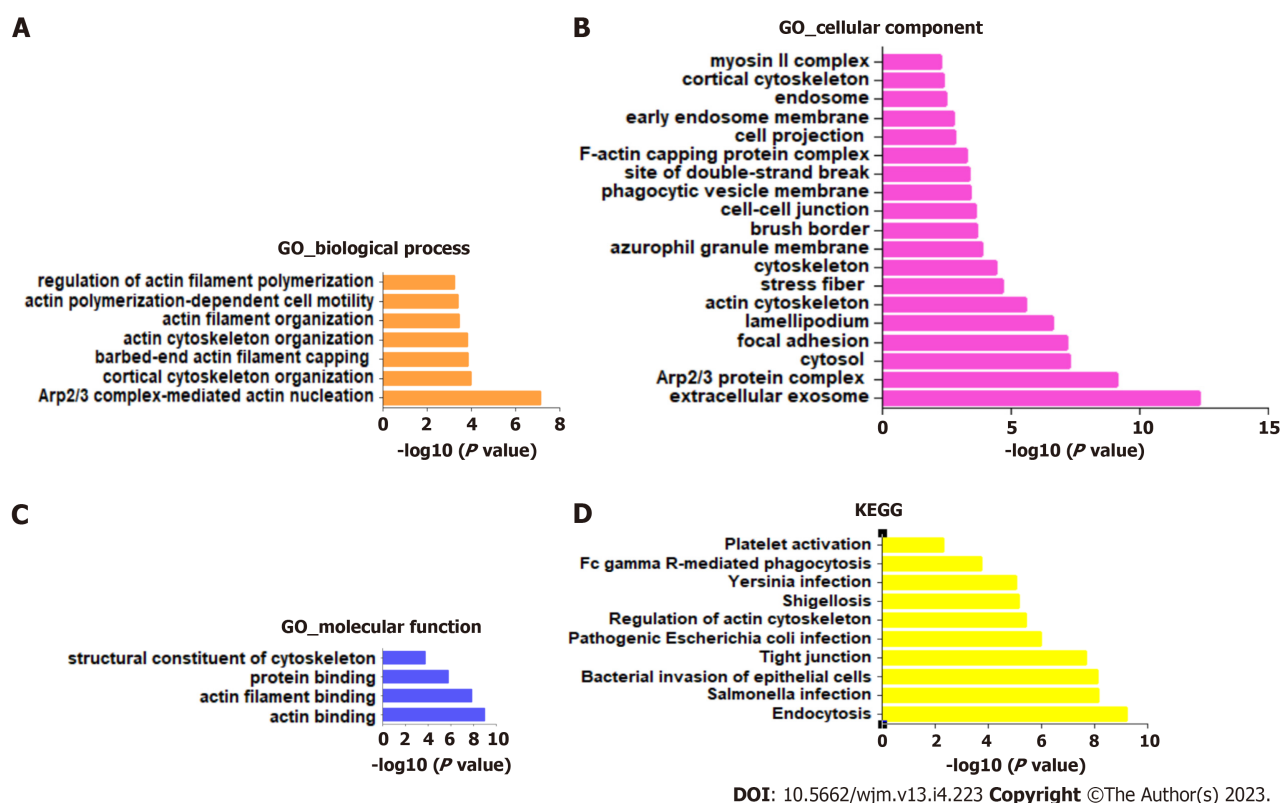 A
GO_biological process
regulation of actin filament polymerization
actin polymerization-dependent cell motility
actin filament organization
actin cytoskeleton organization
barbed-end actin filament capping
cortical cytoskeleton organization
Arp2/3 complex-mediated actin nucleation
0 2 4 6 8
-log10 (P value)
B
GO_cellular component
myosin II complex
cortical cytoskeleton
endosome
early endosome membrane
cell projection
F-actin capping protein complex
site of double-strand break
phagocytic vesicle membrane
cell-cell junction
brush border
azurophil granule membrane
cytoskeleton
stress fiber
actin cytoskeleton
lamellipodium
focal adhesion
cytosol
Arp2/3 protein complex
extracellular exosome
0 5 10 15
-log10 (P value)
C
GO_molecular function
structural constituent of cytoskeleton
protein binding
actin filament binding
actin binding
0 2 4 6 8 10
-log10 (P value)
D
KEGG
Platelet activation
Fc gamma R-mediated phagocytosis
Yersinia infection
Shigellosis
Regulation of actin cytoskeleton
Pathogenic Escherichia coli infection
Tight junction
Bacterial invasion of epithelial cells
Salmonella infection
Endocytosis
0 2 4 6 8 10
-log10 (P value)
DOI: 10.5662/wjm.v13.i4.223 Copyright ©The Author(s) 2023.